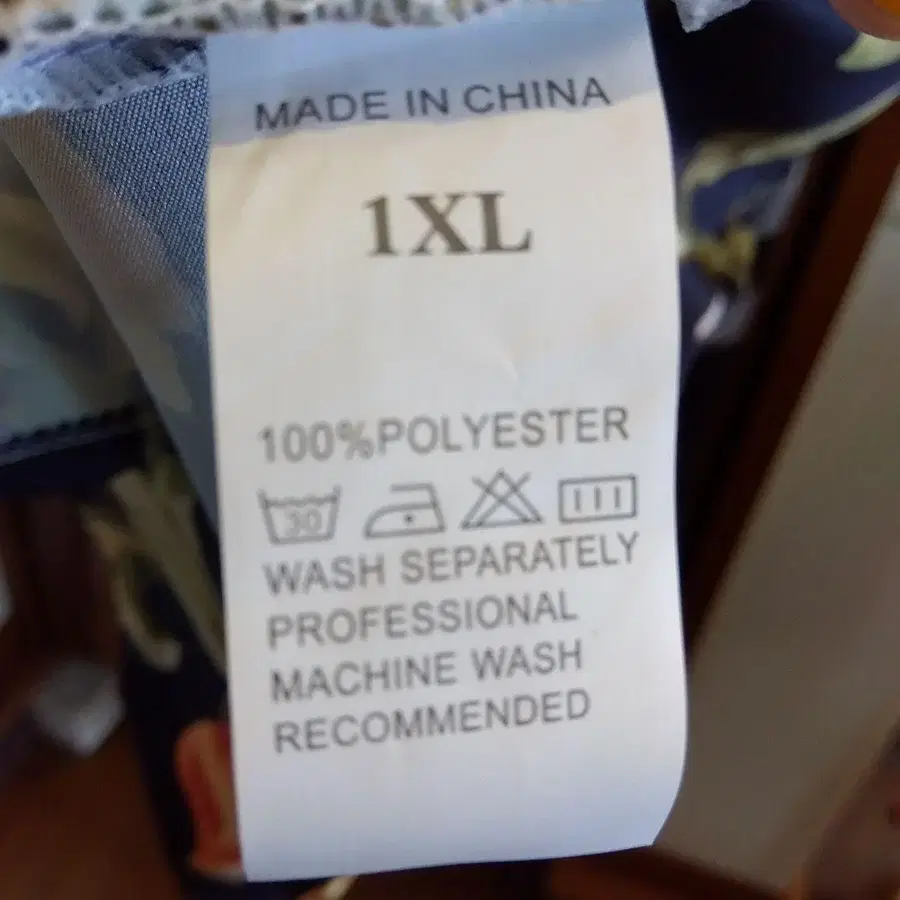 MADE IN CHINA
1XL
100%POLYESTER
30
WASH SEPARATELY
PROFESSIONAL
MACHINE WASH
RECOMMENDED